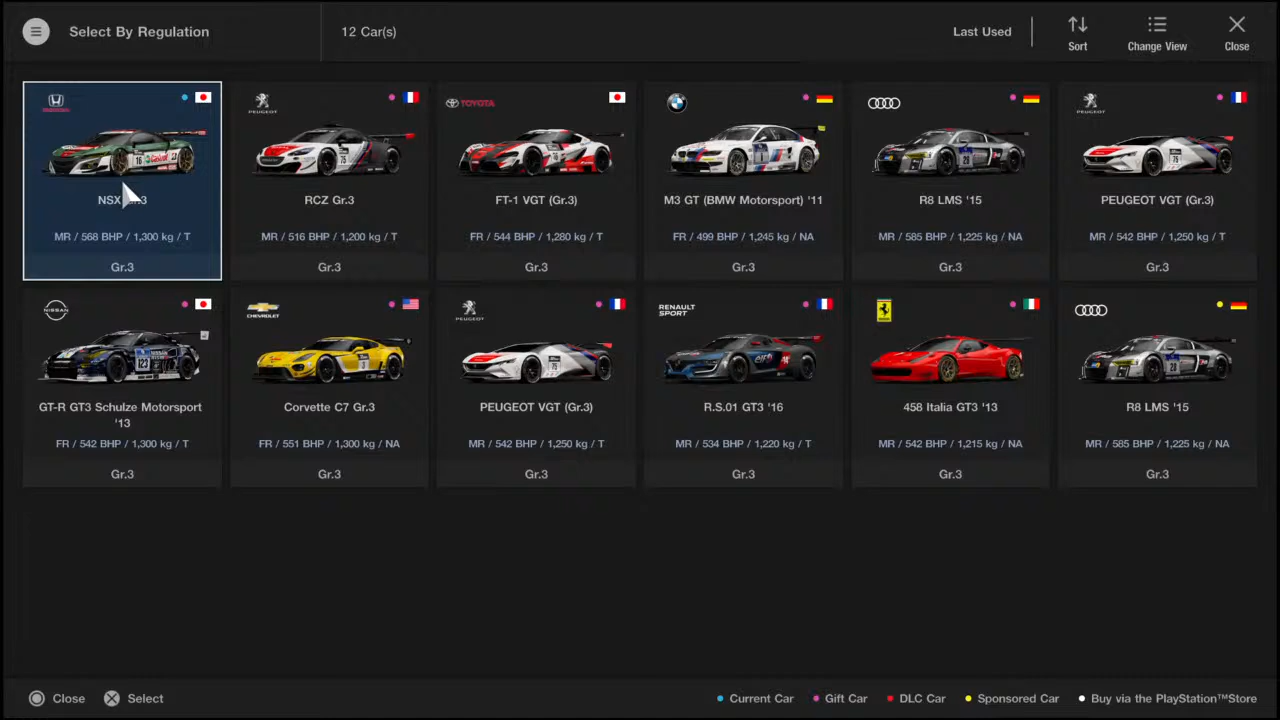 Select By Regulation
12 Car(s)
Last Used
Sort
Change View
Close
HONDA
NSX Gr.3
MR / 568 BHP / 1,300 kg / T
Gr.3
PEUGEOT
RCZ Gr.3
MR / 516 BHP / 1,200 kg / T
Gr.3
TOYOTA
FT-1 VGT (Gr.3)
FR / 544 BHP / 1,280 kg / T
Gr.3
M3 GT (BMW Motorsport) '11
FR / 499 BHP / 1,245 kg / NA
Gr.3
R8 LMS '15
MR / 585 BHP / 1,225 kg / NA
Gr.3
PEUGEOT
PEUGEOT VGT (Gr.3)
MR / 542 BHP / 1,250 kg / T
Gr.3
NISSAN
GT-R GT3 Schulze Motorsport
'13
FR / 542 BHP / 1,300 kg / T
Gr.3
CHEVROLET
Corvette C7 Gr.3
FR / 551 BHP / 1,300 kg / NA
Gr.3
PEUGEOT
PEUGEOT VGT (Gr.3)
MR / 542 BHP / 1,250 kg / T
Gr.3
RENAULT
SPORT
R.S.01 GT3 '16
MR / 534 BHP / 1,220 kg / T
Gr.3
458 Italia GT3 '13
MR / 542 BHP / 1,215 kg / NA
Gr.3
R8 LMS '15
MR / 585 BHP / 1,225 kg / NA
Gr.3
Close
Select
Current Car
Gift Car
DLC Car
Sponsored Car
Buy via the PlayStation™Store